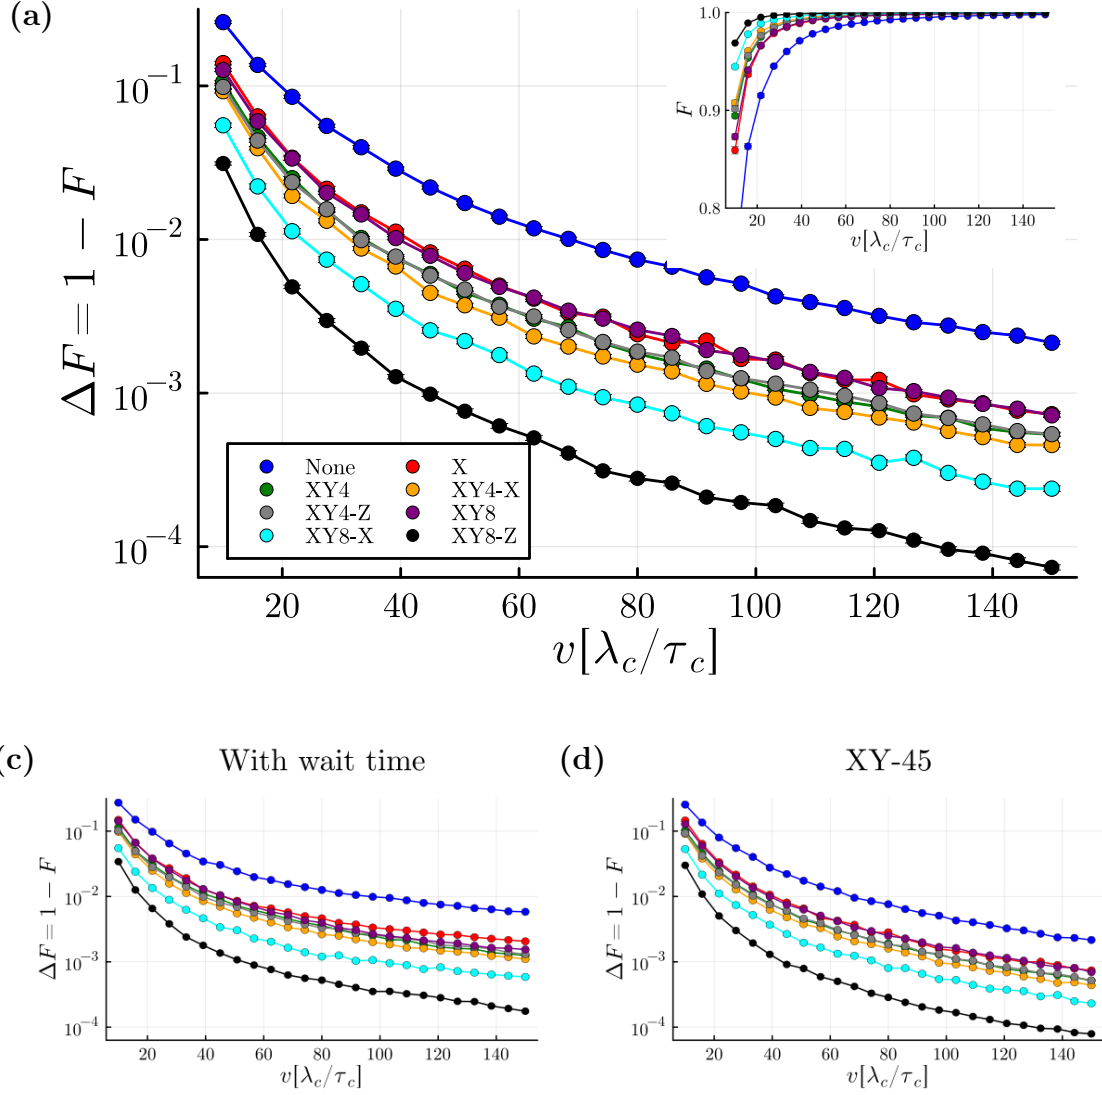 (a)
ΔF = 1 − F
10⁻¹
10⁻²
10⁻³
10⁻⁴
20 40 60 80 100 120 140
v[λ_c/τ_c]
None X
XY4 XY4-X
XY4-Z XY8
XY8-X XY8-Z
F
1.0
0.9
0.8
20 40 60 80 100 120 140
v[λ_c/τ_c]
(c) With wait time
ΔF = 1 − F
10⁻¹
10⁻²
10⁻³
10⁻⁴
20 40 60 80 100 120 140
v[λ_c/τ_c]
(d) XY-45
ΔF = 1 − F
10⁻¹
10⁻²
10⁻³
10⁻⁴
20 40 60 80 100 120 140
v[λ_c/τ_c]